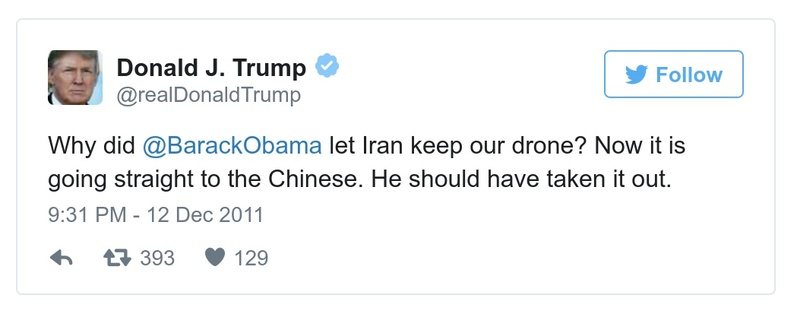 Donald J. Trump
@realDonaldTrump
Follow
Why did @BarackObama let Iran keep our drone? Now it is
going straight to the Chinese. He should have taken it out.
9:31 PM - 12 Dec 2011
393 129